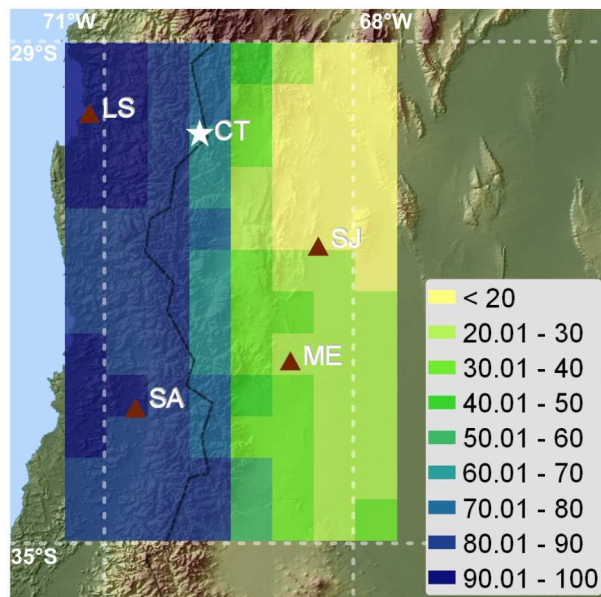 71°W 68°W
29°S
LS
CT
SJ
ME
SA
35°S
< 20
20.01 - 30
30.01 - 40
40.01 - 50
50.01 - 60
60.01 - 70
70.01 - 80
80.01 - 90
90.01 - 100